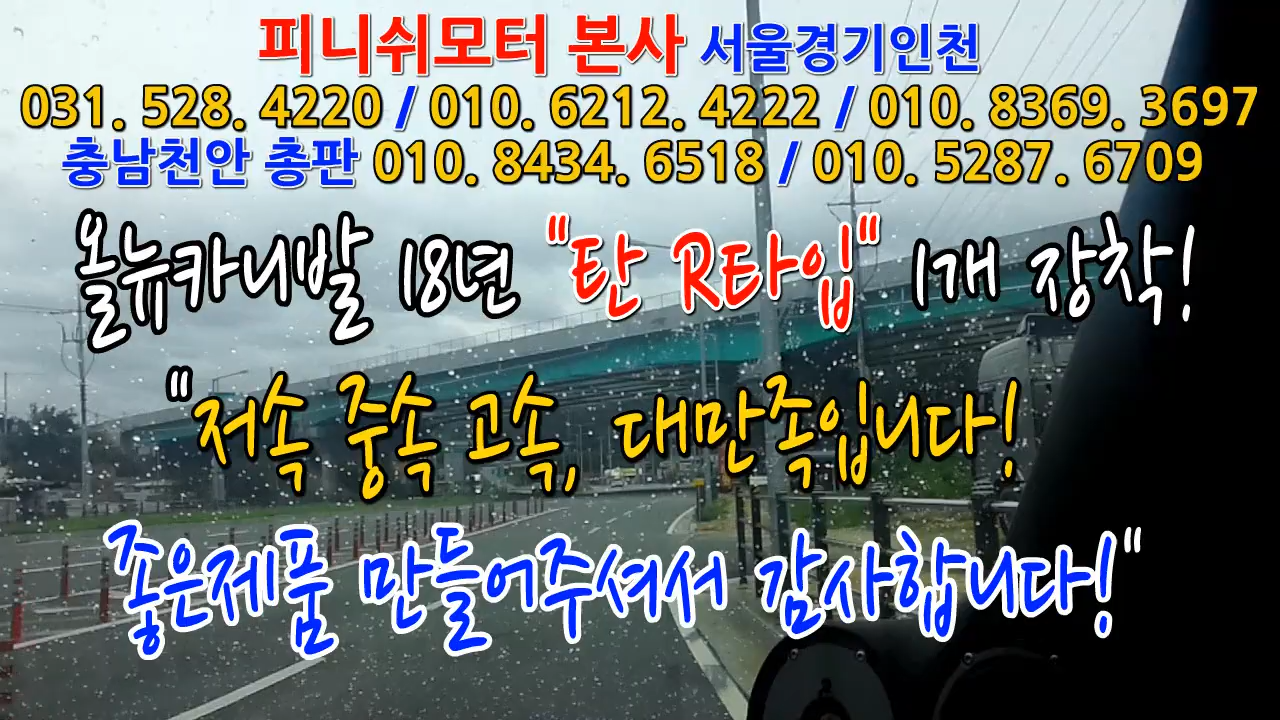 피니쉬모터 본사 서울경기인천
031. 528. 4220 / 010. 6212. 4222 / 010. 8369. 3697
충남천안 총판 010. 8434. 6518 / 010. 5287. 6709
올뉴카니발 18년 "탄 R타입" 1개 장착!
"저속 중속 고속, 대만족입니다!
좋은제품 만들어주셔서 감사합니다!"